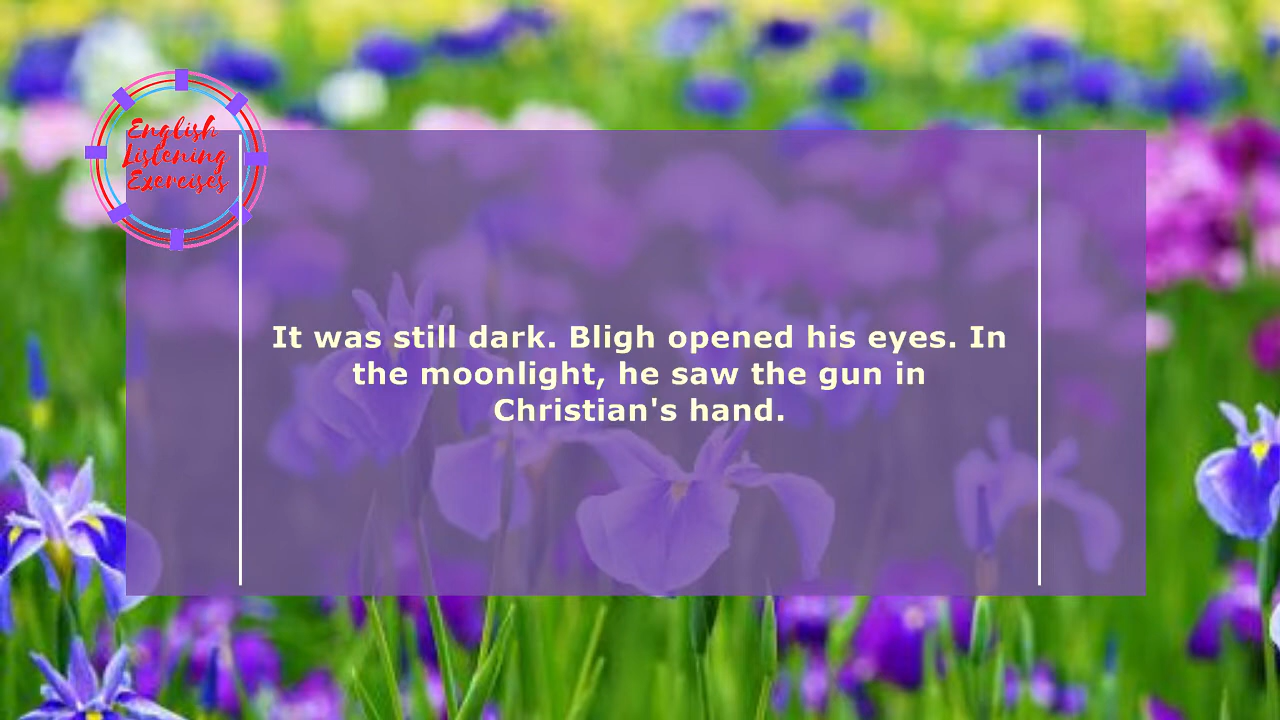 English
Listening
Exercises
It was still dark. Bligh opened his eyes. In
the moonlight, he saw the gun in
Christian's hand.